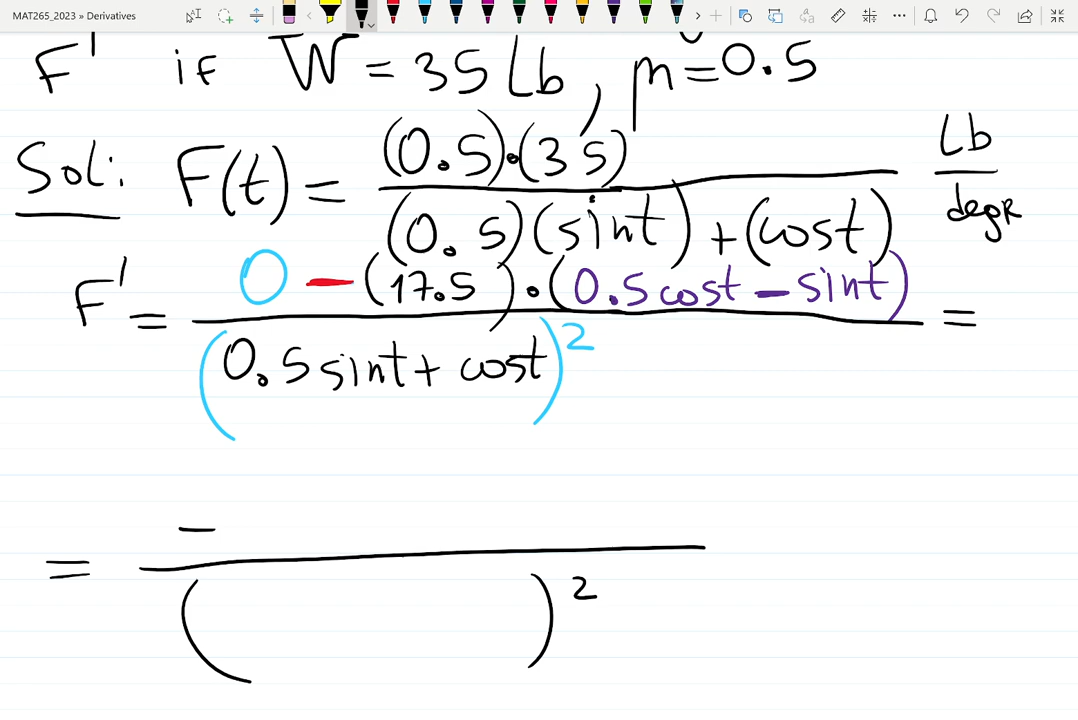 MAT265_2023 » Derivatives
F' if W = 35 Lb, μ = 0.5
Sol: F(t) = (0.5)·(35) / (0.5)(sint) + (cost) Lb / degR
F' = 0 − (17.5)·(0.5cost − sint) / (0.5sint + cost)² =
= − / ( )²